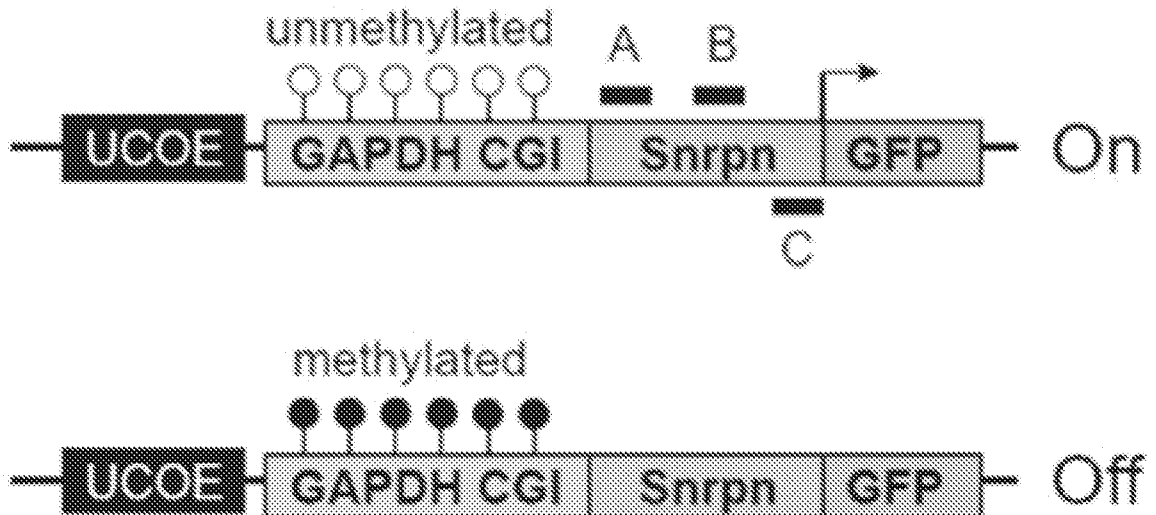 unmethylated A B
UCOE GAPDH CGI Snrpn GFP On
C
methylated
UCOE GAPDH CGI Snrpn GFP Off